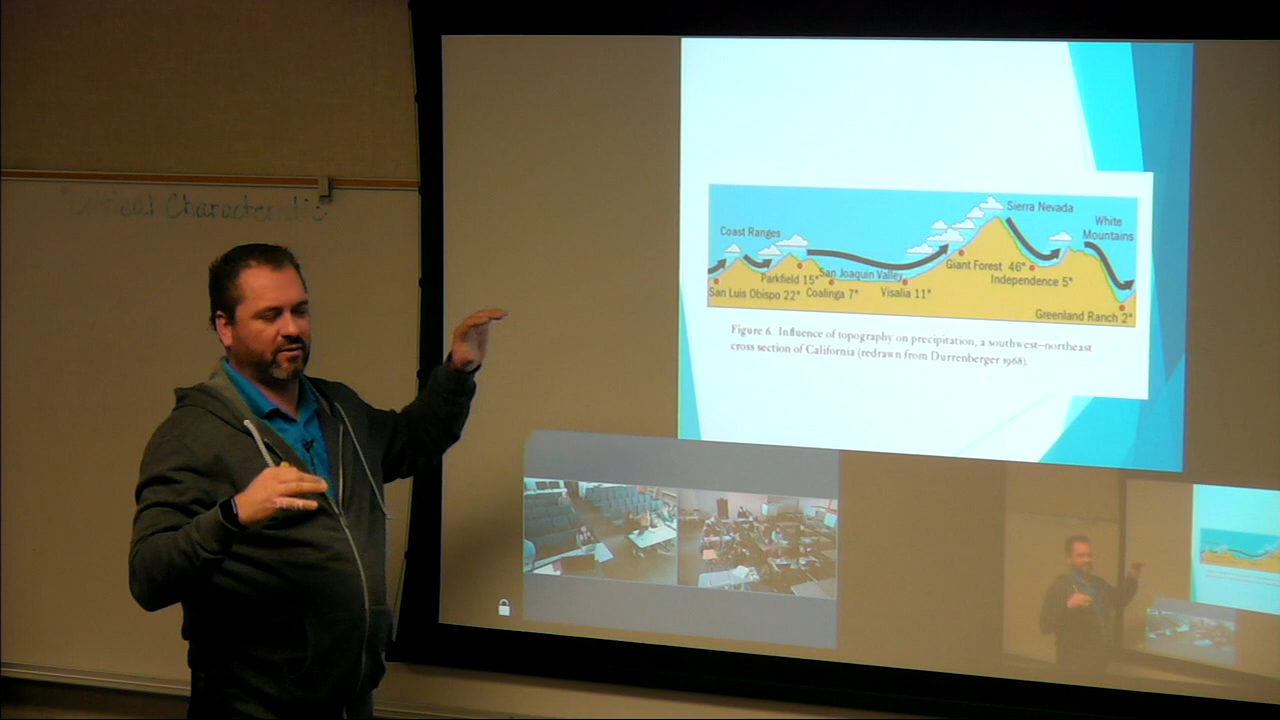 Critical Characteristic
Sierra Nevada
White
Mountains
Coast Ranges
Giant Forest 46"
San Joaquin Valley
Parkfield 15"
Independence 5"
San Luis Obispo 22"
Coalinga 7"
Visalia 11"
Greenland Ranch 2"
Figure 6. Influence of topography on precipitation, a southwest–northeast
cross section of California (redrawn from Durrenberger 1968).